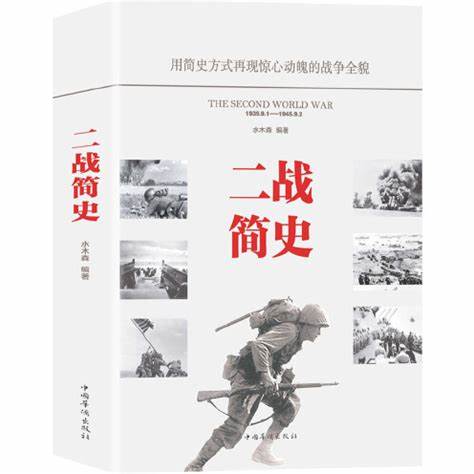 用简史方式再现惊心动魄的战争全貌
THE SECOND WORLD WAR
1939.9.1——1945.9.2
水木森 编著
二战
简史
中国华侨出版社
二战简史
水木森 编著
中国华侨出版社